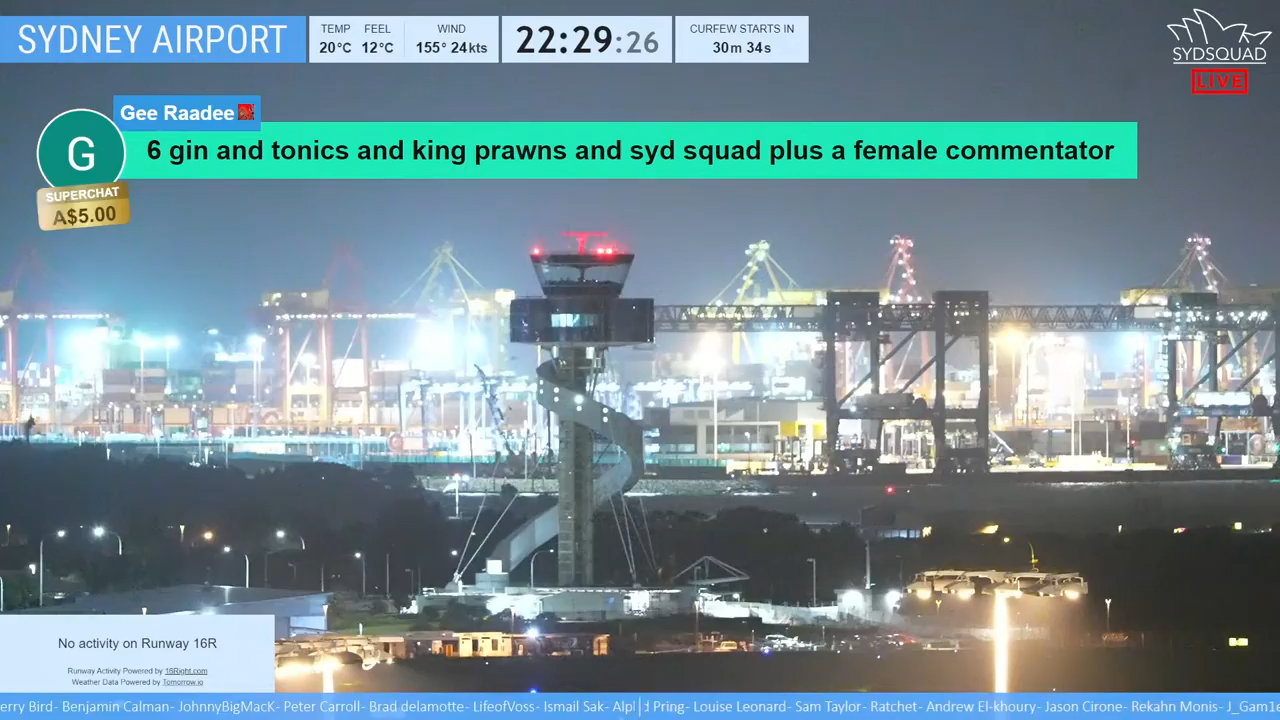 SYDNEY AIRPORT
TEMP FEEL WIND
20°C 12°C 155° 24kts
22:29:26
CURFEW STARTS IN
30m 34s
SYDSQUAD
LIVE
Gee Raadee
G
6 gin and tonics and king prawns and syd squad plus a female commentator
SUPERCHAT
A$5.00
No activity on Runway 16R
Runway Activity Powered by 16Right.com
Weather Data Powered by Tomorrow.io
erry Bird- Benjamin Calman- JohnnyBigMacK- Peter Carroll- Brad delamotte- LifeofVoss- Ismail Sak- Alpl d Pring- Louise Leonard- Sam Taylor- Ratchet- Andrew El-khoury- Jason Cirone- Rekahn Monis- J_Gam1